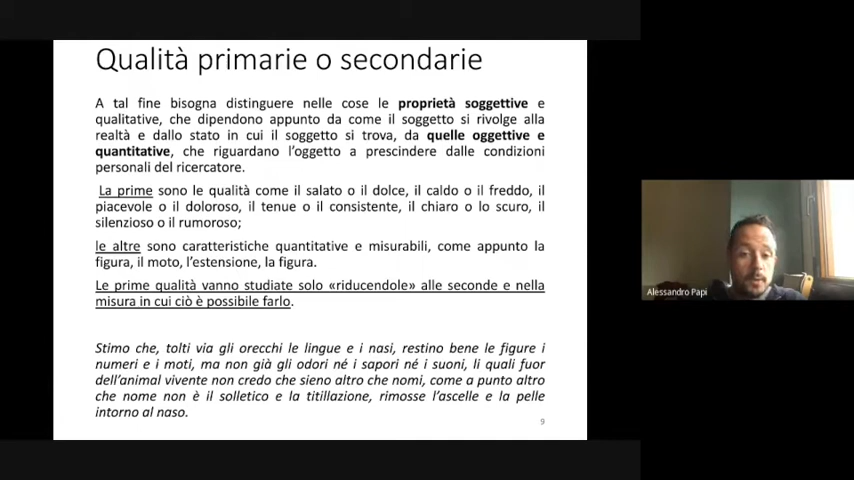 Qualità primarie o secondarie
A tal fine bisogna distinguere nelle cose le proprietà soggettive e
qualitative, che dipendono appunto da come il soggetto si rivolge alla
realtà e dallo stato in cui il soggetto si trova, da quelle oggettive e
quantitative, che riguardano l'oggetto a prescindere dalle condizioni
personali del ricercatore.
La prime sono le qualità come il salato o il dolce, il caldo o il freddo, il
piacevole o il doloroso, il tenue o il consistente, il chiaro o lo scuro, il
silenzioso o il rumoroso;
le altre sono caratteristiche quantitative e misurabili, come appunto la
figura, il moto, l'estensione, la figura.
Le prime qualità vanno studiate solo «riducendole» alle seconde e nella
misura in cui ciò è possibile farlo.
Stimo che, tolti via gli orecchi le lingue e i nasi, restino bene le figure i
numeri e i moti, ma non già gli odori né i sapori né i suoni, li quali fuor
dell'animal vivente non credo che sieno altro che nomi, come a punto altro
che nome non è il solletico e la titillazione, rimosse l'ascelle e la pelle
intorno al naso.
9
Alessandro Papi